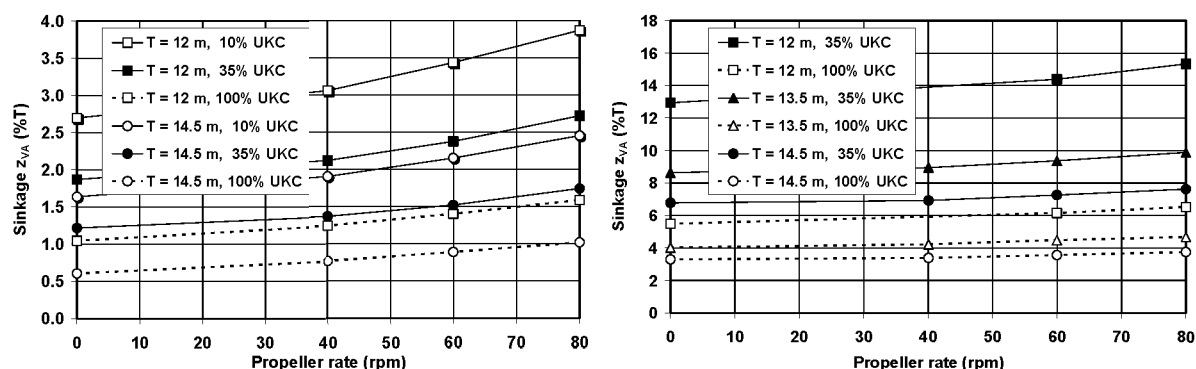 4.0
3.5
3.0
2.5
2.0
1.5
1.0
0.5
0.0
Sinkage zVA (%T)
T = 12 m, 10% UKC
T = 12 m, 35% UKC
T = 12 m, 100% UKC
T = 14.5 m, 10% UKC
T = 14.5 m, 35% UKC
T = 14.5 m, 100% UKC
0 10 20 30 40 50 60 70 80
Propeller rate (rpm)
18
16
14
12
10
8
6
4
2
0
Sinkage zVA (%T)
T = 12 m, 35% UKC
T = 12 m, 100% UKC
T = 13.5 m, 35% UKC
T = 13.5 m, 100% UKC
T = 14.5 m, 35% UKC
T = 14.5 m, 100% UKC
0 10 20 30 40 50 60 70 80
Propeller rate (rpm)